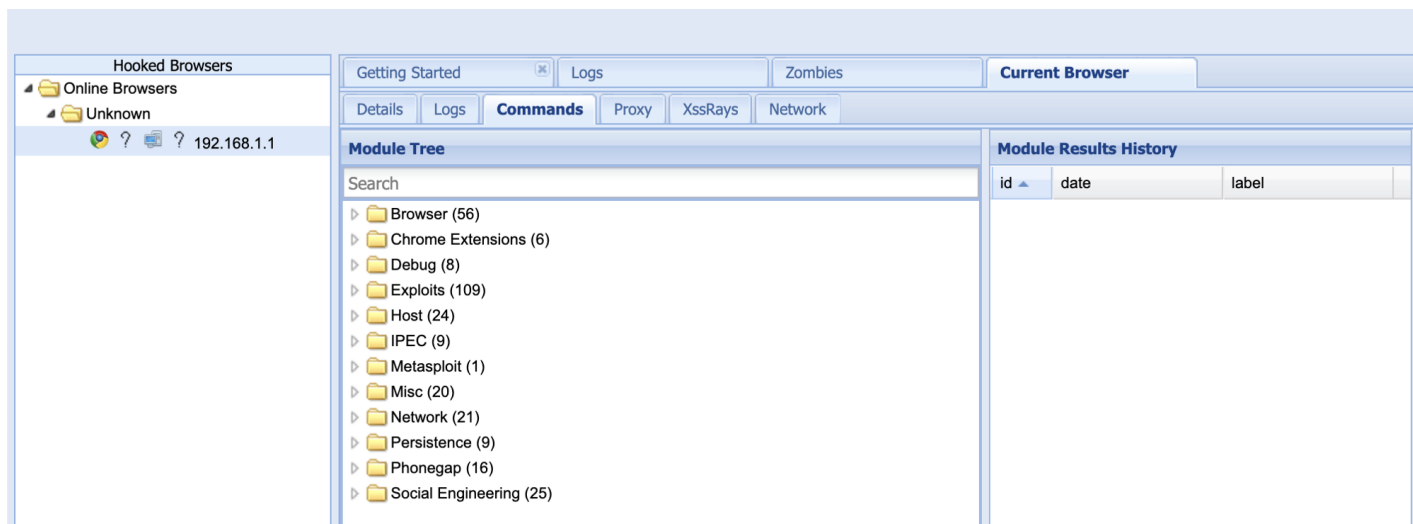 Hooked Browsers
Online Browsers
Unknown
? ? 192.168.1.1
Getting Started Logs Zombies Current Browser
Details Logs Commands Proxy XssRays Network
Module Tree
Search
Browser (56)
Chrome Extensions (6)
Debug (8)
Exploits (109)
Host (24)
IPEC (9)
Metasploit (1)
Misc (20)
Network (21)
Persistence (9)
Phonegap (16)
Social Engineering (25)
Module Results History
id date label